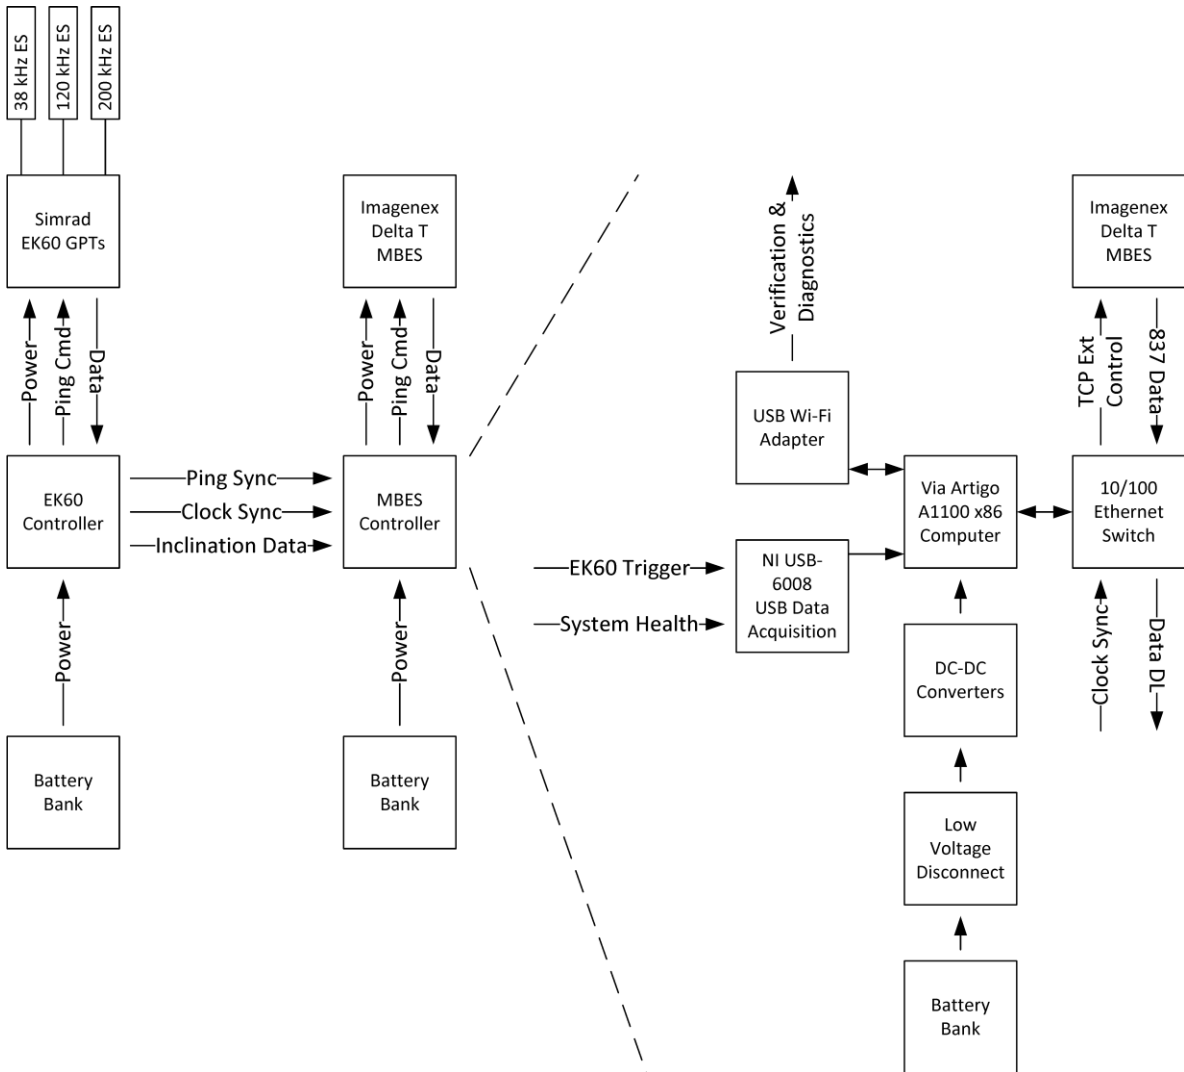 38 kHz ES
120 kHz ES
200 kHz ES
Simrad
EK60 GPTs
Power
Ping Cmd
Data
EK60
Controller
Power
Battery
Bank
Ping Sync
Clock Sync
Inclination Data
Imagenex
Delta T
MBES
Power
Ping Cmd
Data
MBES
Controller
Power
Battery
Bank
EK60 Trigger
System Health
Verification &
Diagnostics
USB Wi-Fi
Adapter
NI USB-
6008
USB Data
Acquisition
Via Artigo
A1100 x86
Computer
DC-DC
Converters
Low
Voltage
Disconnect
Battery
Bank
Imagenex
Delta T
MBES
TCP Ext
Control
837 Data
10/100
Ethernet
Switch
Clock Sync
Data DL